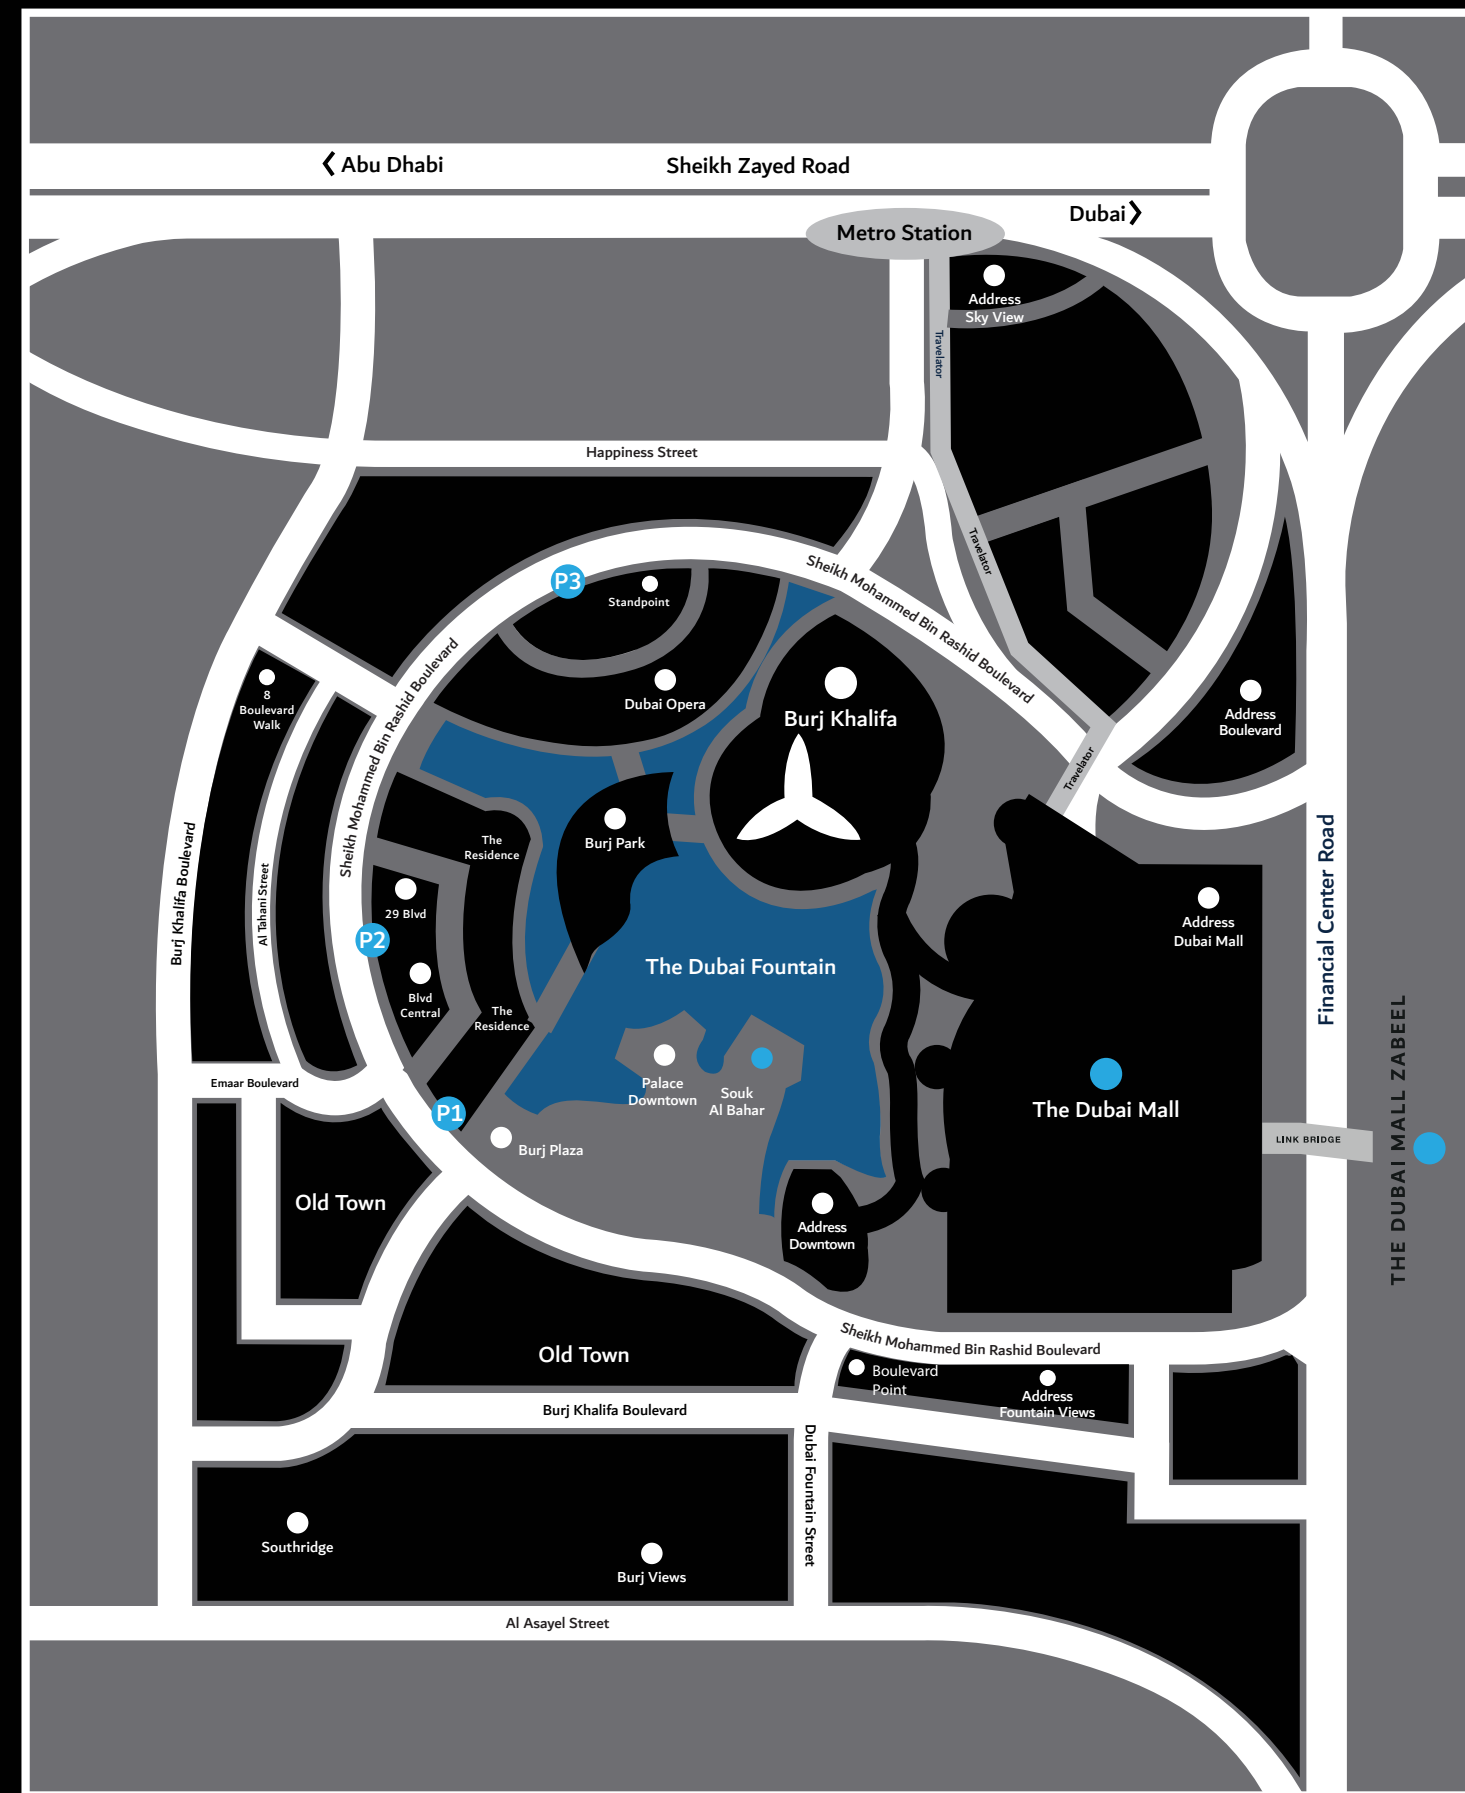 Abu Dhabi
Sheikh Zayed Road
Dubai
Metro Station
Address
Sky View
Travelator
Happiness Street
Travelator
P3
Standpoint
Sheikh Mohammed Bin Rashid Boulevard
Sheikh Mohammed Bin Rashid Boulevard
8
Boulevard
Walk
Dubai Opera
Burj Khalifa
Address
Boulevard
Travelator
Burj Khalifa Boulevard
Al Tahani Street
The
Residence
Burj Park
Financial Center Road
29 Blvd
P2
Address
Dubai Mall
The Dubai Fountain
Blvd
Central
The
Residence
Emaar Boulevard
P1
Palace
Downtown
Souk
Al Bahar
The Dubai Mall
THE DUBAI MALL ZABEEL
LINK BRIDGE
Burj Plaza
Old Town
Address
Downtown
Old Town
Sheikh Mohammed Bin Rashid Boulevard
Boulevard
Point
Address
Fountain Views
Burj Khalifa Boulevard
Dubai Fountain Street
Southridge
Burj Views
Al Asayel Street